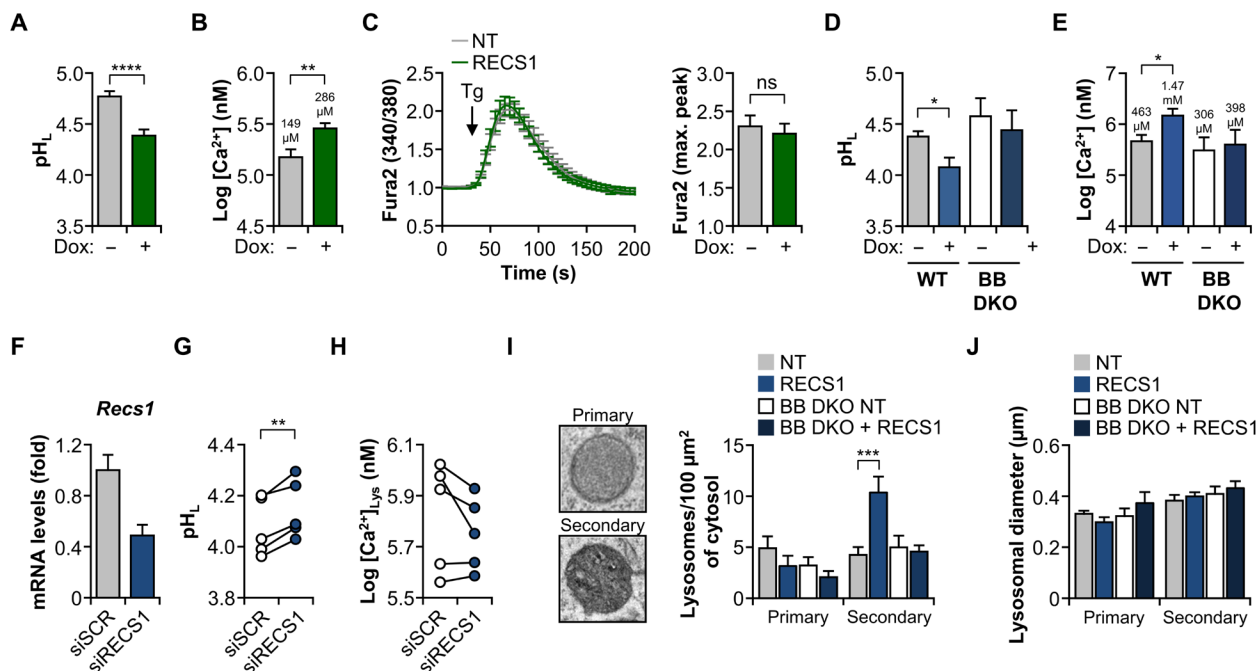 A
pH_L
5.0
4.5
4.0
3.5
****
Dox: – +
B
Log [Ca²⁺] (nM)
6.0
5.5
5.0
4.5
**
149
µM
286
µM
Dox: – +
C
NT
RECS1
Fura2 (340/380)
2.5
2.0
1.5
1.0
0.5
Tg
0 50 100 150 200
Time (s)
Fura2 (max. peak)
3.0
2.5
2.0
1.5
1.0
ns
Dox: – +
D
pH_L
5.0
4.5
4.0
3.5
*
Dox: – + – +
WT
BB
DKO
E
Log [Ca²⁺] (nM)
7
6
5
4
*
463
µM
1.47
mM
306
µM
398
µM
Dox: – + – +
WT
BB
DKO
F
Recs1
mRNA levels (fold)
1.2
0.8
0.4
0
siSCR
siRECS1
G
pH_L
4.4
4.2
4.0
3.8
**
siSCR
siRECS1
H
Log [Ca²⁺]_Lys (nM)
6.1
5.9
5.7
5.5
siSCR
siRECS1
I
Primary
Secondary
NT
RECS1
BB DKO NT
BB DKO + RECS1
Lysosomes/100 µm²
of cytosol
15
10
5
0
***
Primary Secondary
J
NT
RECS1
BB DKO NT
BB DKO + RECS1
Lysosomal diameter (µm)
0.6
0.4
0.2
0
Primary Secondary